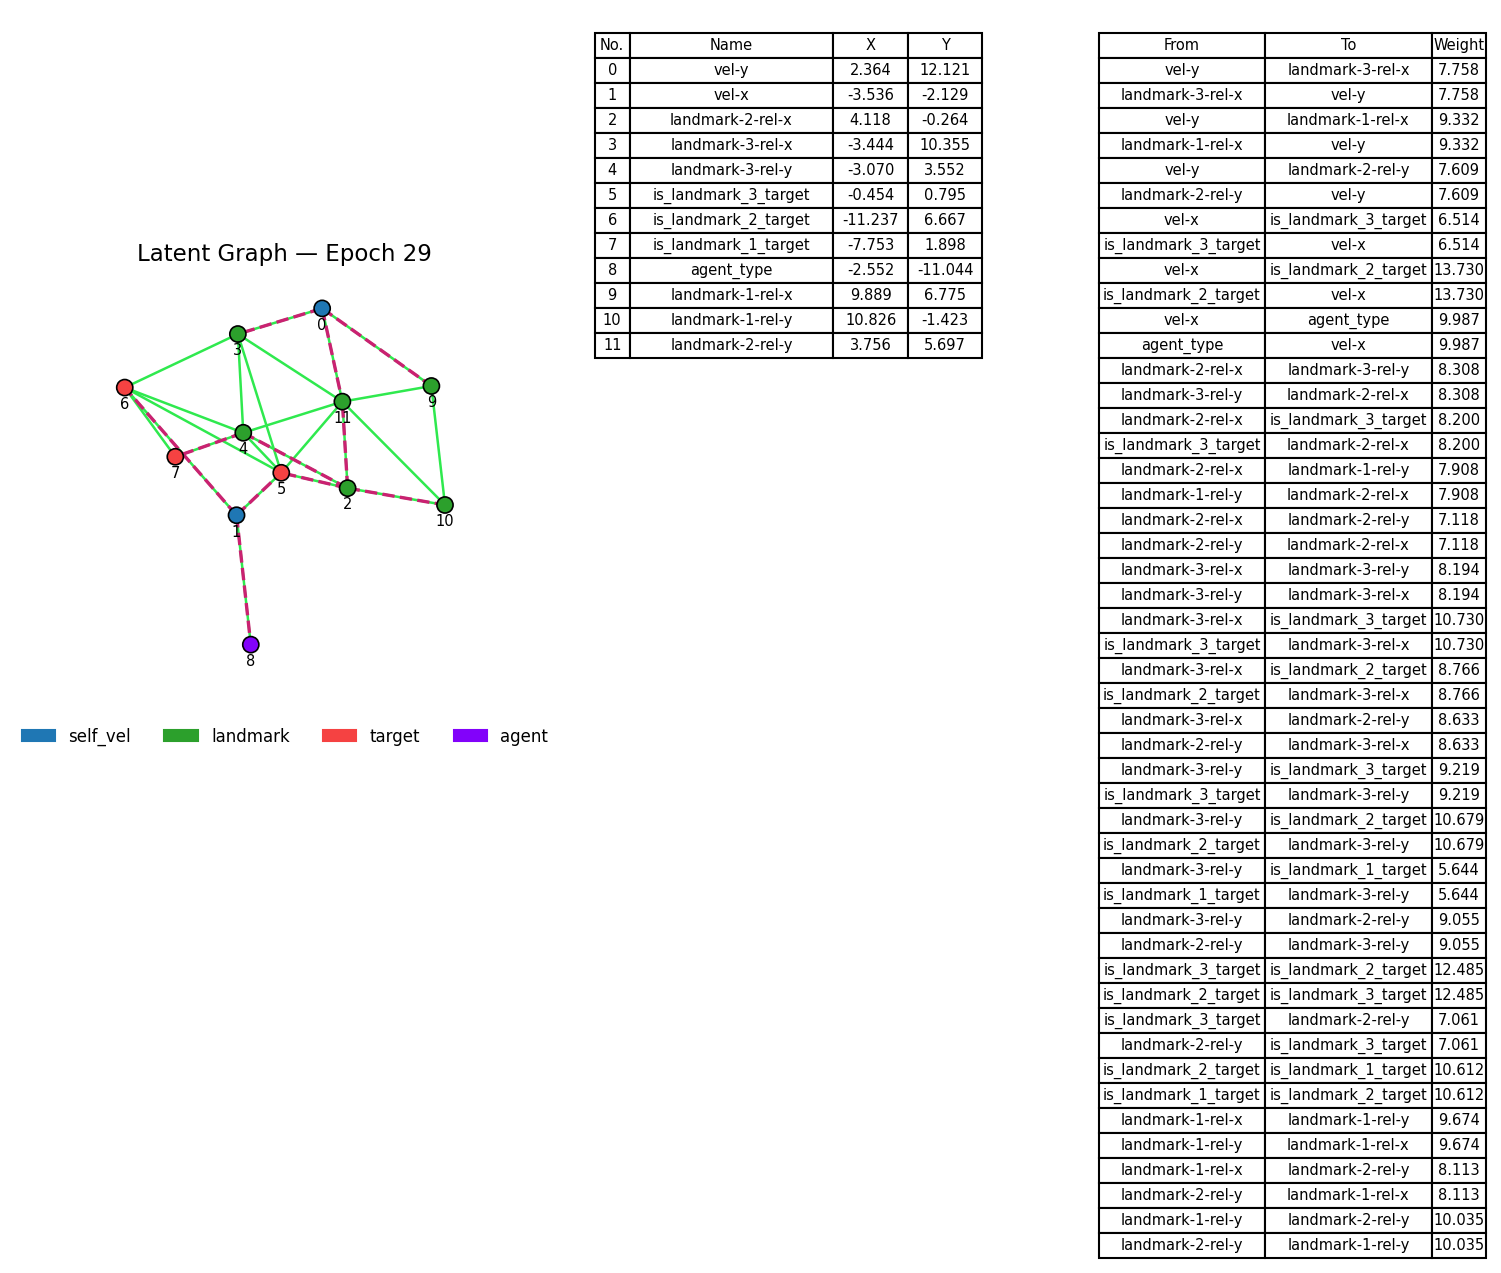 Latent Graph — Epoch 29
0
3
6
9
11
4
7
5
2
10
1
8
self_vel landmark target agent
No. Name X Y
0 vel-y 2.364 12.121
1 vel-x -3.536 -2.129
2 landmark-2-rel-x 4.118 -0.264
3 landmark-3-rel-x -3.444 10.355
4 landmark-3-rel-y -3.070 3.552
5 is_landmark_3_target -0.454 0.795
6 is_landmark_2_target -11.237 6.667
7 is_landmark_1_target -7.753 1.898
8 agent_type -2.552 -11.044
9 landmark-1-rel-x 9.889 6.775
10 landmark-1-rel-y 10.826 -1.423
11 landmark-2-rel-y 3.756 5.697
From To Weight
vel-y landmark-3-rel-x 7.758
landmark-3-rel-x vel-y 7.758
vel-y landmark-1-rel-x 9.332
landmark-1-rel-x vel-y 9.332
vel-y landmark-2-rel-y 7.609
landmark-2-rel-y vel-y 7.609
vel-x is_landmark_3_target 6.514
is_landmark_3_target vel-x 6.514
vel-x is_landmark_2_target 13.730
is_landmark_2_target vel-x 13.730
vel-x agent_type 9.987
agent_type vel-x 9.987
landmark-2-rel-x landmark-3-rel-y 8.308
landmark-3-rel-y landmark-2-rel-x 8.308
landmark-2-rel-x is_landmark_3_target 8.200
is_landmark_3_target landmark-2-rel-x 8.200
landmark-2-rel-x landmark-1-rel-y 7.908
landmark-1-rel-y landmark-2-rel-x 7.908
landmark-2-rel-x landmark-2-rel-y 7.118
landmark-2-rel-y landmark-2-rel-x 7.118
landmark-3-rel-x landmark-3-rel-y 8.194
landmark-3-rel-y landmark-3-rel-x 8.194
landmark-3-rel-x is_landmark_3_target 10.730
is_landmark_3_target landmark-3-rel-x 10.730
landmark-3-rel-x is_landmark_2_target 8.766
is_landmark_2_target landmark-3-rel-x 8.766
landmark-3-rel-x landmark-2-rel-y 8.633
landmark-2-rel-y landmark-3-rel-x 8.633
landmark-3-rel-y is_landmark_3_target 9.219
is_landmark_3_target landmark-3-rel-y 9.219
landmark-3-rel-y is_landmark_2_target 10.679
is_landmark_2_target landmark-3-rel-y 10.679
landmark-3-rel-y is_landmark_1_target 5.644
is_landmark_1_target landmark-3-rel-y 5.644
landmark-3-rel-y landmark-2-rel-y 9.055
landmark-2-rel-y landmark-3-rel-y 9.055
is_landmark_3_target is_landmark_2_target 12.485
is_landmark_2_target is_landmark_3_target 12.485
is_landmark_3_target landmark-2-rel-y 7.061
landmark-2-rel-y is_landmark_3_target 7.061
is_landmark_2_target is_landmark_1_target 10.612
is_landmark_1_target is_landmark_2_target 10.612
landmark-1-rel-x landmark-1-rel-y 9.674
landmark-1-rel-y landmark-1-rel-x 9.674
landmark-1-rel-x landmark-2-rel-y 8.113
landmark-2-rel-y landmark-1-rel-x 8.113
landmark-1-rel-y landmark-2-rel-y 10.035
landmark-2-rel-y landmark-1-rel-y 10.035